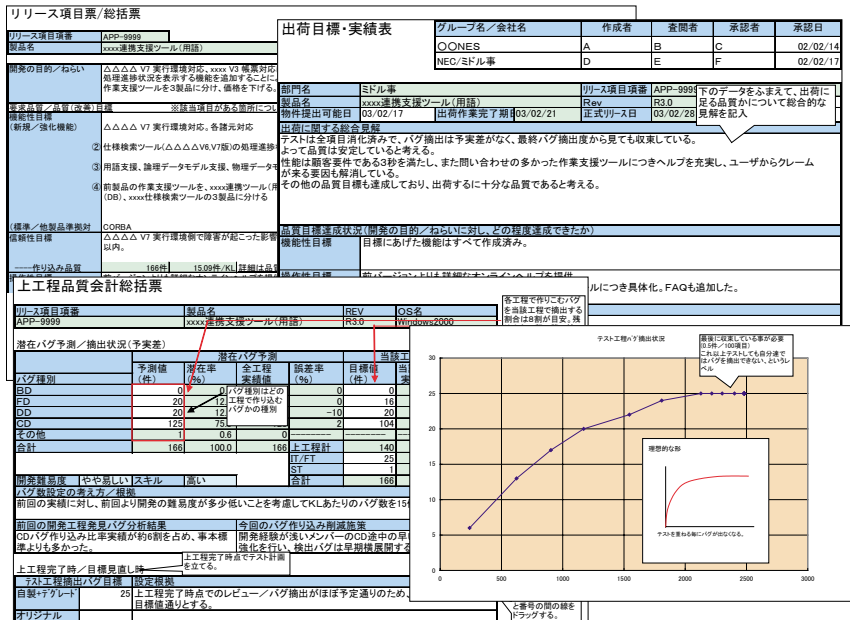 リリース項目票/総括票
リリース項目項番 APP-9999
製品名 xxxx連携支援ツール(用語)
開発の目的/ねらい
△△△△ V7 実行環境対応、xxxx V3 帳票対応
処理進捗状況を表示する機能を追加することに
作業支援ツールを3製品に分け、価格を下げる。
要求品質/品質(改善)目標 ※該当項目がある箇所につい
機能性目標
(新規/強化機能)
△△△△ V7 実行環境対応。各諸元対応
② 仕様検索ツール(△△△△V6,V7版)の処理進捗
③ 用語支援、論理データモデル支援、物理データモ
④ 前製品の作業支援ツールを、xxxx連携ツール(用
(DB)、xxxx仕様検索ツールの3製品に分ける
(標準/他製品準拠対 CORBA
信頼性目標
△△△△ V7 実行環境側で障害が起こった影響
以内。
----作り込み品質 166件 15.09件/KL 詳細は品質
出荷目標・実績表
グループ名/会社名 作成者 査閲者 承認者 承認日
〇〇NES A B C 02/02/14
NEC/ミドル事 D E F 02/02/17
部門名 ミドル事 リリース項目項番 APP-9999
製品名 xxxx連携支援ツール(用語) Rev R3.0
物件提出可能日 03/02/17 出荷作業完了期日 03/02/21 正式リリース日 03/02/28
下のデータをふまえて、出荷に
足る品質かについて総合的な
見解を記入
出荷に関する総合見解
テストは全項目消化済みで、バグ摘出は予実差がなく、最終バグ摘出度から見ても収束している。
よって品質は安定していると考える。
性能は顧客要件である3秒を満たし、また問い合わせの多かった作業支援ツールにつきヘルプを充実し、ユーザからクレーム
が来る要因も解消している。
その他の品質目標も達成しており、出荷するに十分な品質であると考える。
品質目標達成状況(開発の目的/ねらいに対し、どの程度達成できたか)
機能性目標 目標にあげた機能はすべて作成済み。
操作性目標 前バージョンよりも詳細なオンラインヘルプを提供
ルにつき具体化。FAQも追加した。
上工程品質会計総括票
リリース項目項番 製品名 REV OS名
APP-9999 xxxx連携支援ツール(用語) R3.0 Windows2000
各工程で作りこむバグ
を当該工程で摘出する
割合は8割が目安。残
潜在バグ予測/摘出状況(予実差)
潜在バグ予測 当該工
バグ種別 予測値(件) 潜在率(%) 全工程実績値 誤差率(%) 目標値(件)
BD 0 0 0
FD 20 12. 0 16
DD 20 12. −10 20
CD 125 75. 2 104
その他 1 0.6 0 -------- --------
合計 166 100.0 166 上工程計 140
IT/FT 25
ST 1
合計 166
バグ種別はどの
工程で作り込む
バグかの種別
開発難易度 やや易しい スキル 高い
バグ数設定の考え方/根拠
前回の実績に対し、前回より開発の難易度が多少低いことを考慮してKLあたりのバグ数を15件
前回の開発工程発見バグ分析結果 今回のバグ作り込み削減施策
CDバグ作り込み比率実績が約6割を占め、事本標
準よりも多かった。
開発経験が浅いメンバーのCD途中の早
強化を行い、検出バグは早期横展開する
上工程完了時/目標見直し時
上工程完了時点でテスト計画
を立てる。
テスト工程摘出バグ目標 設定根拠
自製+デグレード 25 上工程完了時点でのレビュー/バグ摘出がほぼ予定通りのため、
目標値通りとする。
オリジナル
と番号の間の線を
ドラッグする。
テスト工程バグ摘出状況
最後に収束している事が必要
(0.5件/100項目)
これ以上テストしても自分達で
はバグを摘出できない、というレ
ベル
30
25
20
15
10
5
0
0 500 1000 1500 2000 2500 3000
理想的な形
テストを重ねる毎にバグが出なくなる。